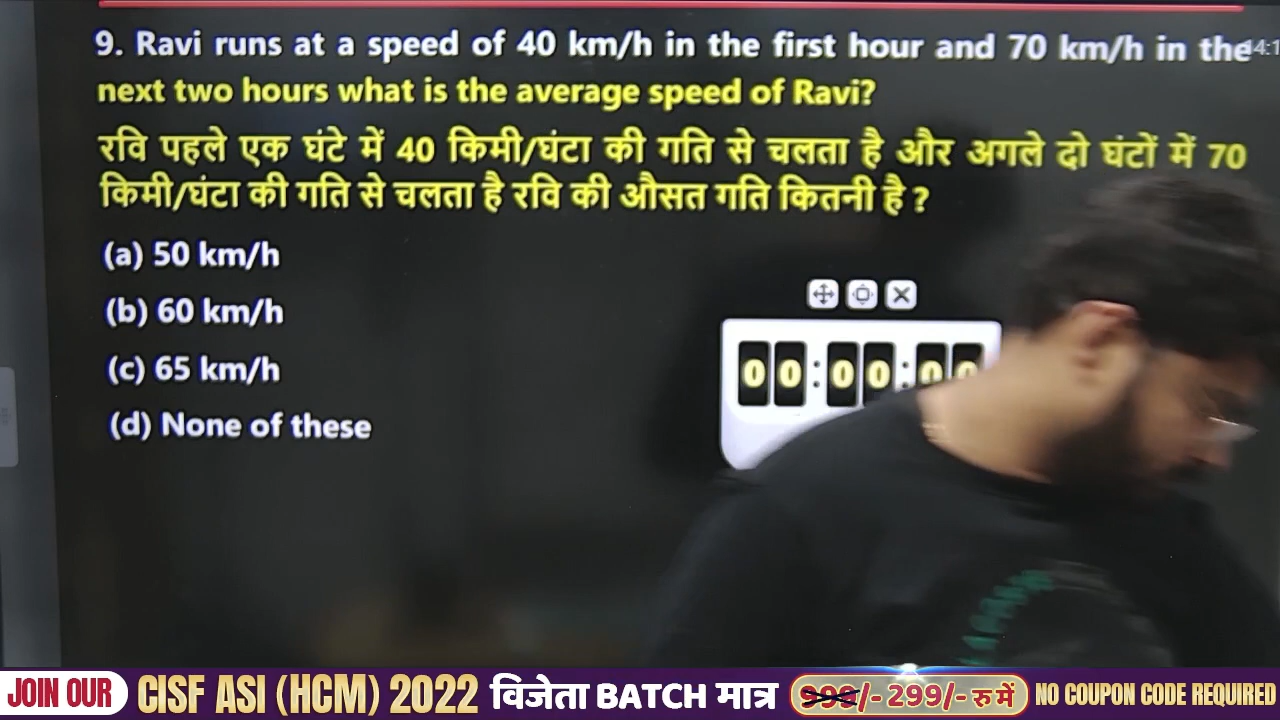 9. Ravi runs at a speed of 40 km/h in the first hour and 70 km/h in the
next two hours what is the average speed of Ravi?
रवि पहले एक घंटे में 40 किमी/घंटा की गति से चलता है और अगले दो घंटों में 70
किमी/घंटा की गति से चलता है रवि की औसत गति कितनी है ?
(a) 50 km/h
(b) 60 km/h
(c) 65 km/h
(d) None of these
00:00:00
JOIN OUR CISF ASI (HCM) 2022 विजेता BATCH मात्र 999/- 299/- रु में NO COUPON CODE REQUIRED